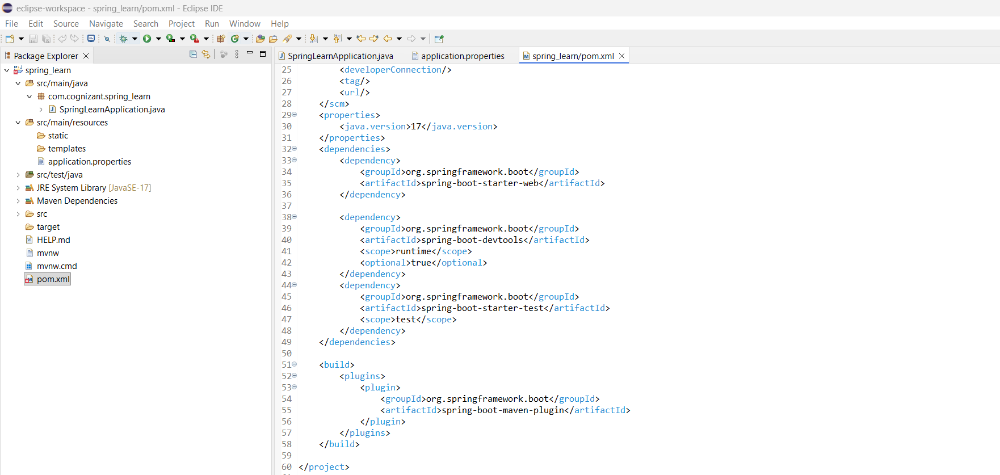 eclipse-workspace - spring_learn/pom.xml - Eclipse IDE
File Edit Source Navigate Search Project Run Window Help
Package Explorer
spring_learn
src/main/java
com.cognizant.spring_learn
SpringLearnApplication.java
src/main/resources
static
templates
application.properties
src/test/java
JRE System Library [JavaSE-17]
Maven Dependencies
src
target
HELP.md
mvnw
mvnw.cmd
pom.xml
SpringLearnApplication.java application.properties spring_learn/pom.xml
25 <developerConnection/>
26 <tag/>
27 <url/>
28 </scm>
29 <properties>
30 <java.version>17</java.version>
31 </properties>
32 <dependencies>
33 <dependency>
34 <groupId>org.springframework.boot</groupId>
35 <artifactId>spring-boot-starter-web</artifactId>
36 </dependency>
37
38 <dependency>
39 <groupId>org.springframework.boot</groupId>
40 <artifactId>spring-boot-devtools</artifactId>
41 <scope>runtime</scope>
42 <optional>true</optional>
43 </dependency>
44 <dependency>
45 <groupId>org.springframework.boot</groupId>
46 <artifactId>spring-boot-starter-test</artifactId>
47 <scope>test</scope>
48 </dependency>
49 </dependencies>
50
51 <build>
52 <plugins>
53 <plugin>
54 <groupId>org.springframework.boot</groupId>
55 <artifactId>spring-boot-maven-plugin</artifactId>
56 </plugin>
57 </plugins>
58 </build>
59
60 </project>